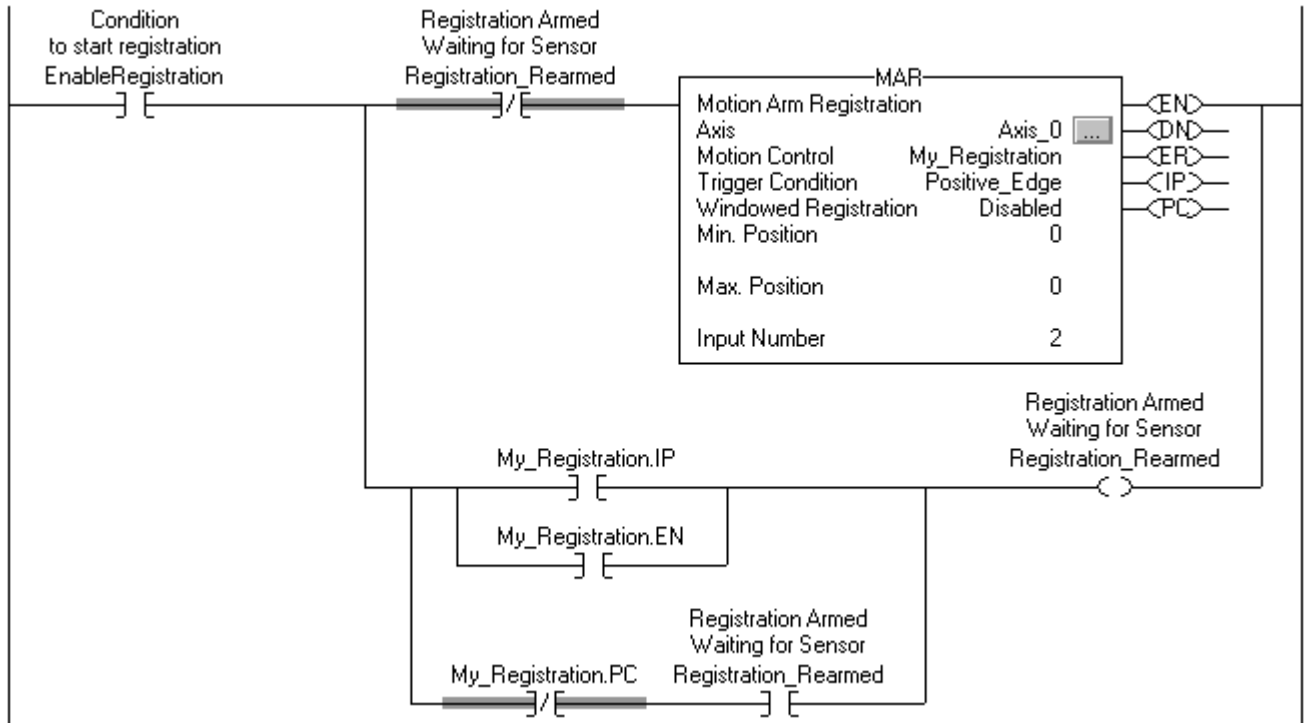 Condition
to start registration
EnableRegistration
Registration Armed
Waiting for Sensor
Registration_Rearmed
MAR
Motion Arm Registration
Axis Axis_0 ...
Motion Control My_Registration
Trigger Condition Positive_Edge
Windowed Registration Disabled
Min. Position 0
Max. Position 0
Input Number 2
EN
DN
ER
IP
PC
Registration Armed
Waiting for Sensor
Registration_Rearmed
My_Registration.IP
My_Registration.EN
Registration Armed
Waiting for Sensor
My_Registration.PC Registration_Rearmed